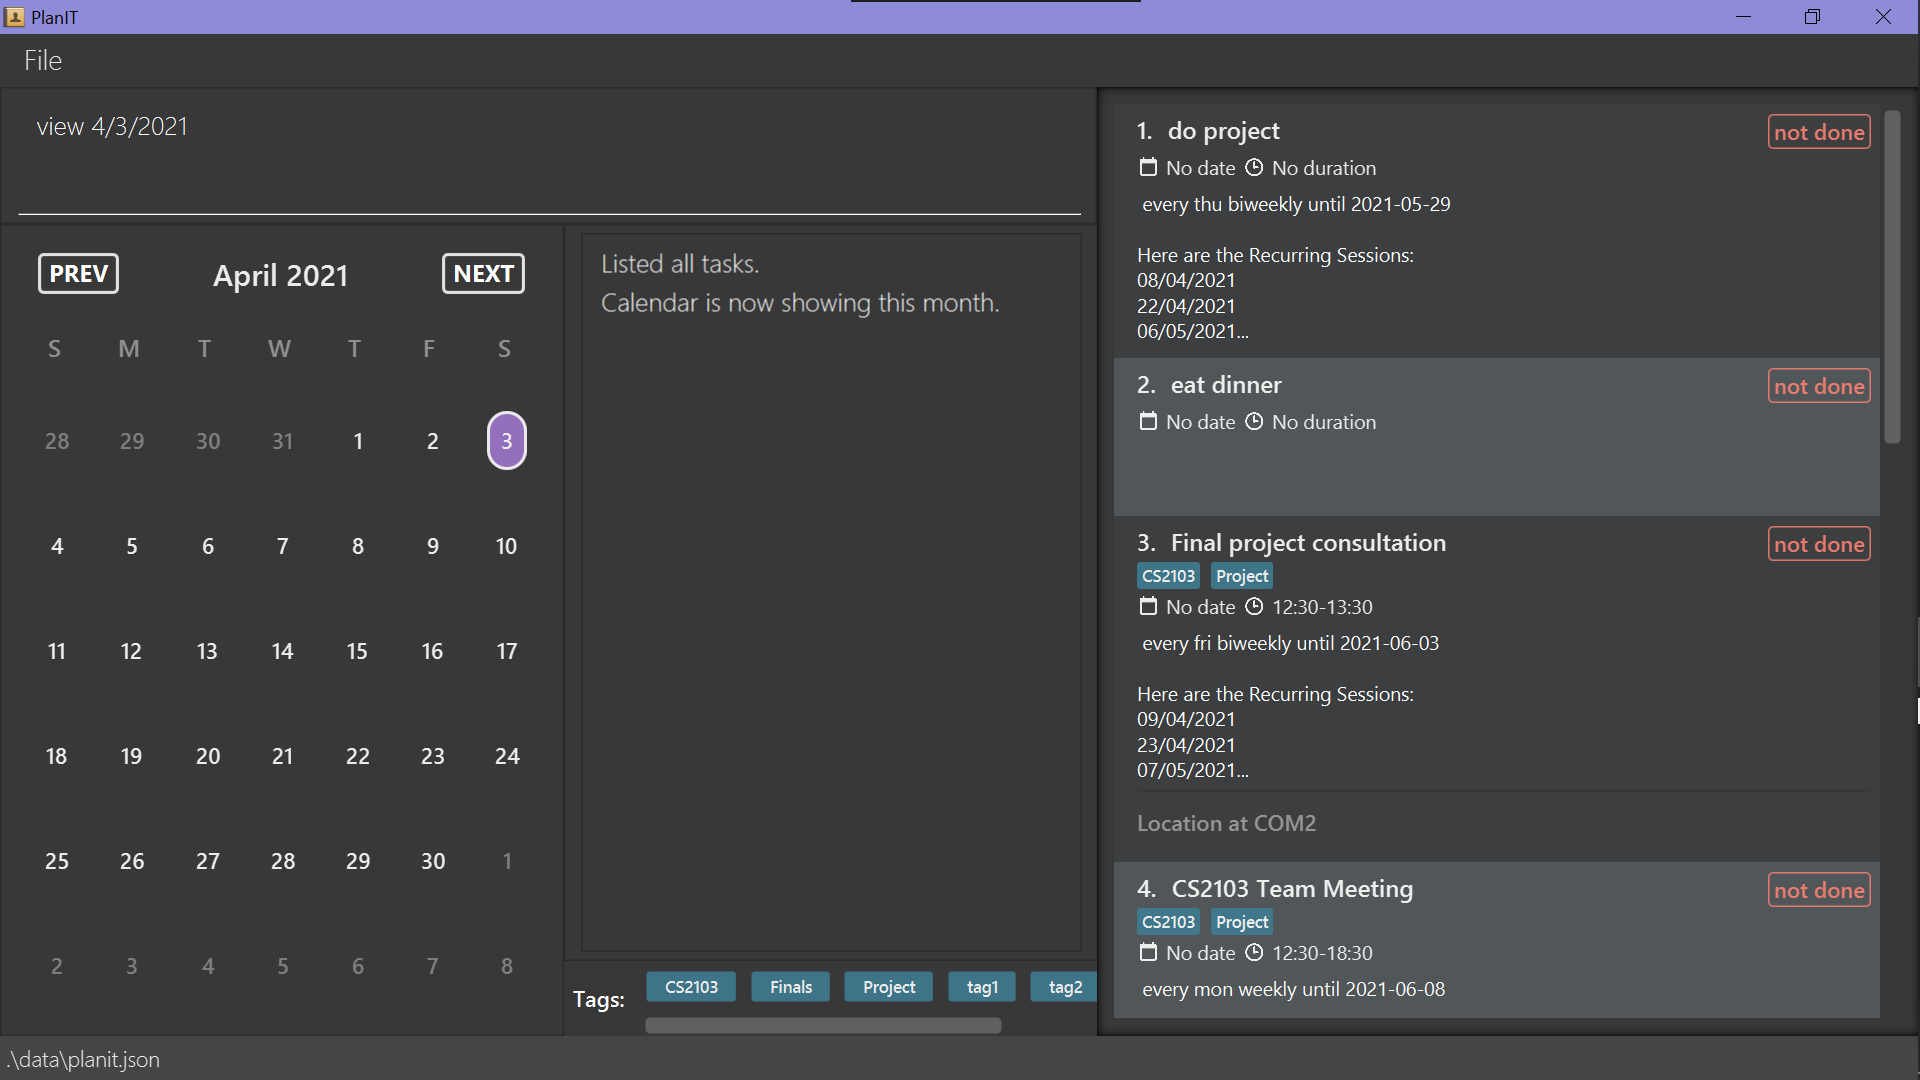 PlanIT
File
view 4/3/2021
PREV April 2021 NEXT
S M T W T F S
28 29 30 31 1 2 3
4 5 6 7 8 9 10
11 12 13 14 15 16 17
18 19 20 21 22 23 24
25 26 27 28 29 30 1
2 3 4 5 6 7 8
Listed all tasks.
Calendar is now showing this month.
Tags: CS2103 Finals Project tag1 tag2
1. do project not done
No date No duration
every thu biweekly until 2021-05-29
Here are the Recurring Sessions:
08/04/2021
22/04/2021
06/05/2021...
2. eat dinner not done
No date No duration
3. Final project consultation not done
CS2103 Project
No date 12:30-13:30
every fri biweekly until 2021-06-03
Here are the Recurring Sessions:
09/04/2021
23/04/2021
07/05/2021...
Location at COM2
4. CS2103 Team Meeting not done
CS2103 Project
No date 12:30-18:30
every mon weekly until 2021-06-08
.\data\planit.json